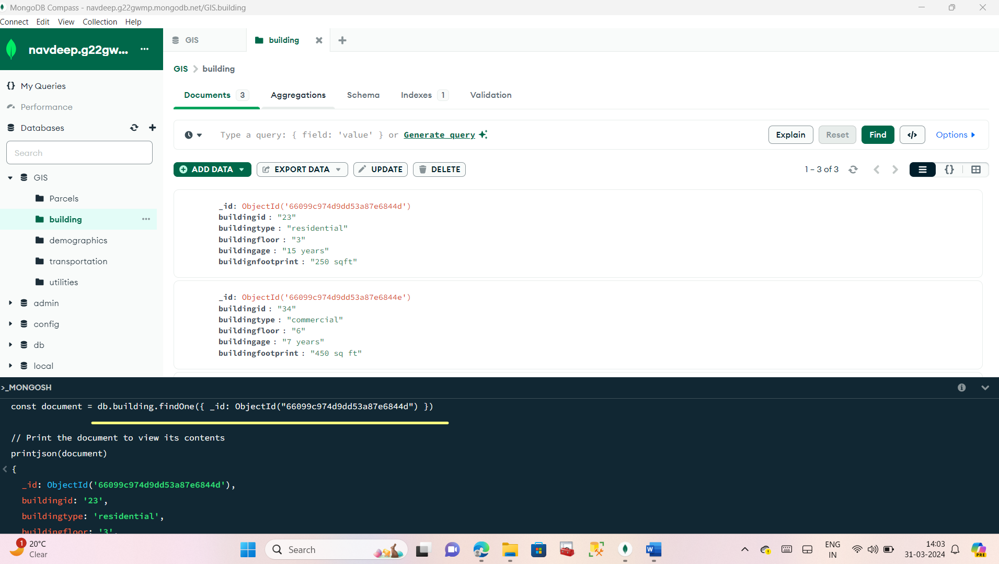 MongoDB Compass - navdeep.g22gwmp.mongodb.net/GIS.building
Connect Edit View Collection Help
navdeep.g22gw... ...
GIS
building
GIS > building
My Queries
Performance
Databases
Search
GIS
Parcels
building ...
demographics
transportation
utilities
admin
config
db
local
Documents 3 Aggregations Schema Indexes 1 Validation
Type a query: { field: 'value' } or Generate query
Explain Reset Find </> Options
ADD DATA EXPORT DATA UPDATE DELETE
1 – 3 of 3 {}
_id: ObjectId('66099c974d9dd53a87e6844d')
buildingid : "23"
buildingtype : "residential"
buildingfloor : "3"
buildingage : "15 years"
buildignfootprint : "250 sqft"
_id: ObjectId('66099c974d9dd53a87e6844e')
buildingid : "34"
buildingtype : "commercial"
buildingfloor : "6"
buildingage : "7 years"
buildingfootprint : "450 sq ft"
>_MONGOSH
const document = db.building.findOne({ _id: ObjectId("66099c974d9dd53a87e6844d") })
// Print the document to view its contents
printjson(document)
< {
_id: ObjectId('66099c974d9dd53a87e6844d'),
buildingid: '23',
buildingtype: 'residential',
buildingfloor: '3',
1
20°C
Clear
Search
W
PRE
ENG
IN
14:03
31-03-2024